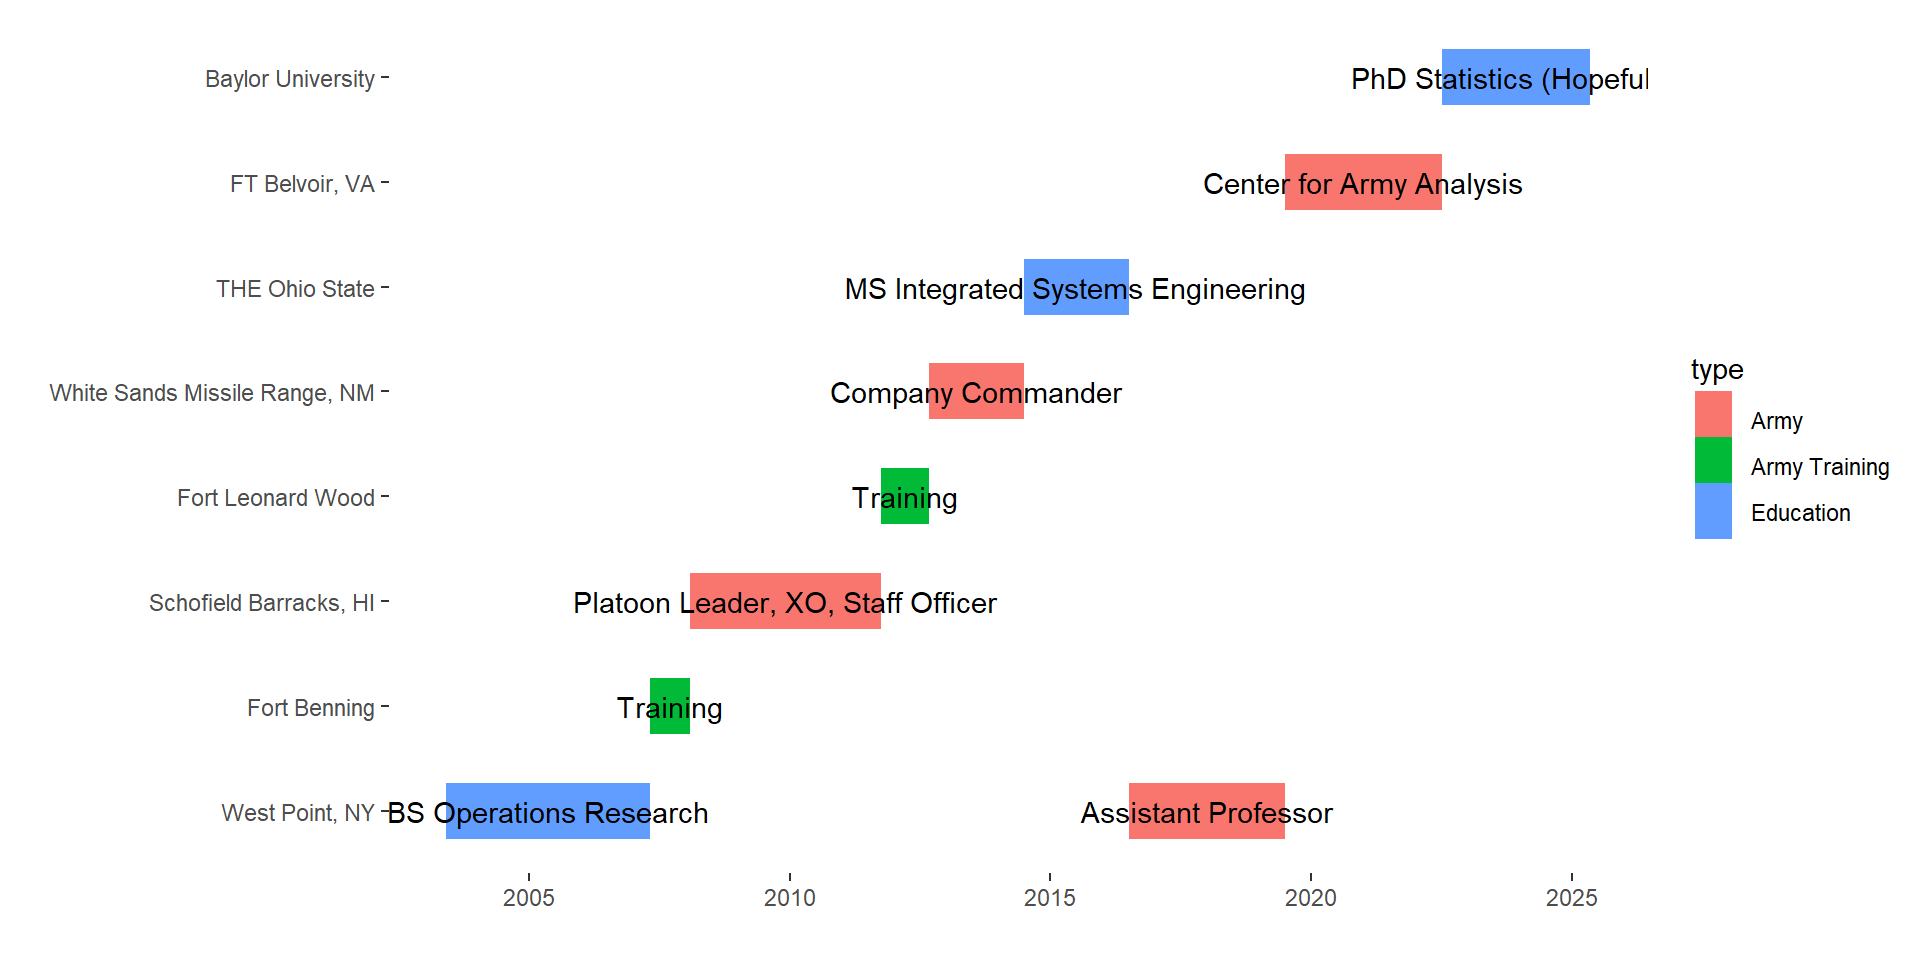 Baylor University
PhD Statistics (Hopeful
FT Belvoir, VA
Center for Army Analysis
THE Ohio State
MS Integrated Systems Engineering
White Sands Missile Range, NM
Company Commander
Fort Leonard Wood
Training
Schofield Barracks, HI
Platoon Leader, XO, Staff Officer
Fort Benning
Training
West Point, NY
BS Operations Research
Assistant Professor
2005
2010
2015
2020
2025
type
Army
Army Training
Education